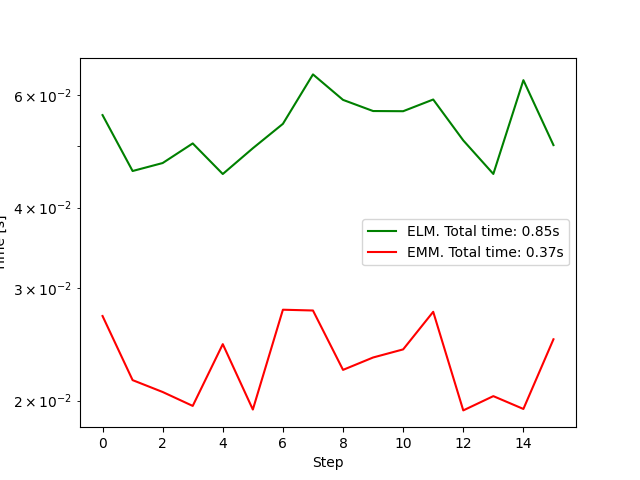 6 × 10⁻²
4 × 10⁻²
3 × 10⁻²
2 × 10⁻²
Time [s]
ELM. Total time: 0.85s
EMM. Total time: 0.37s
0 2 4 6 8 10 12 14
Step